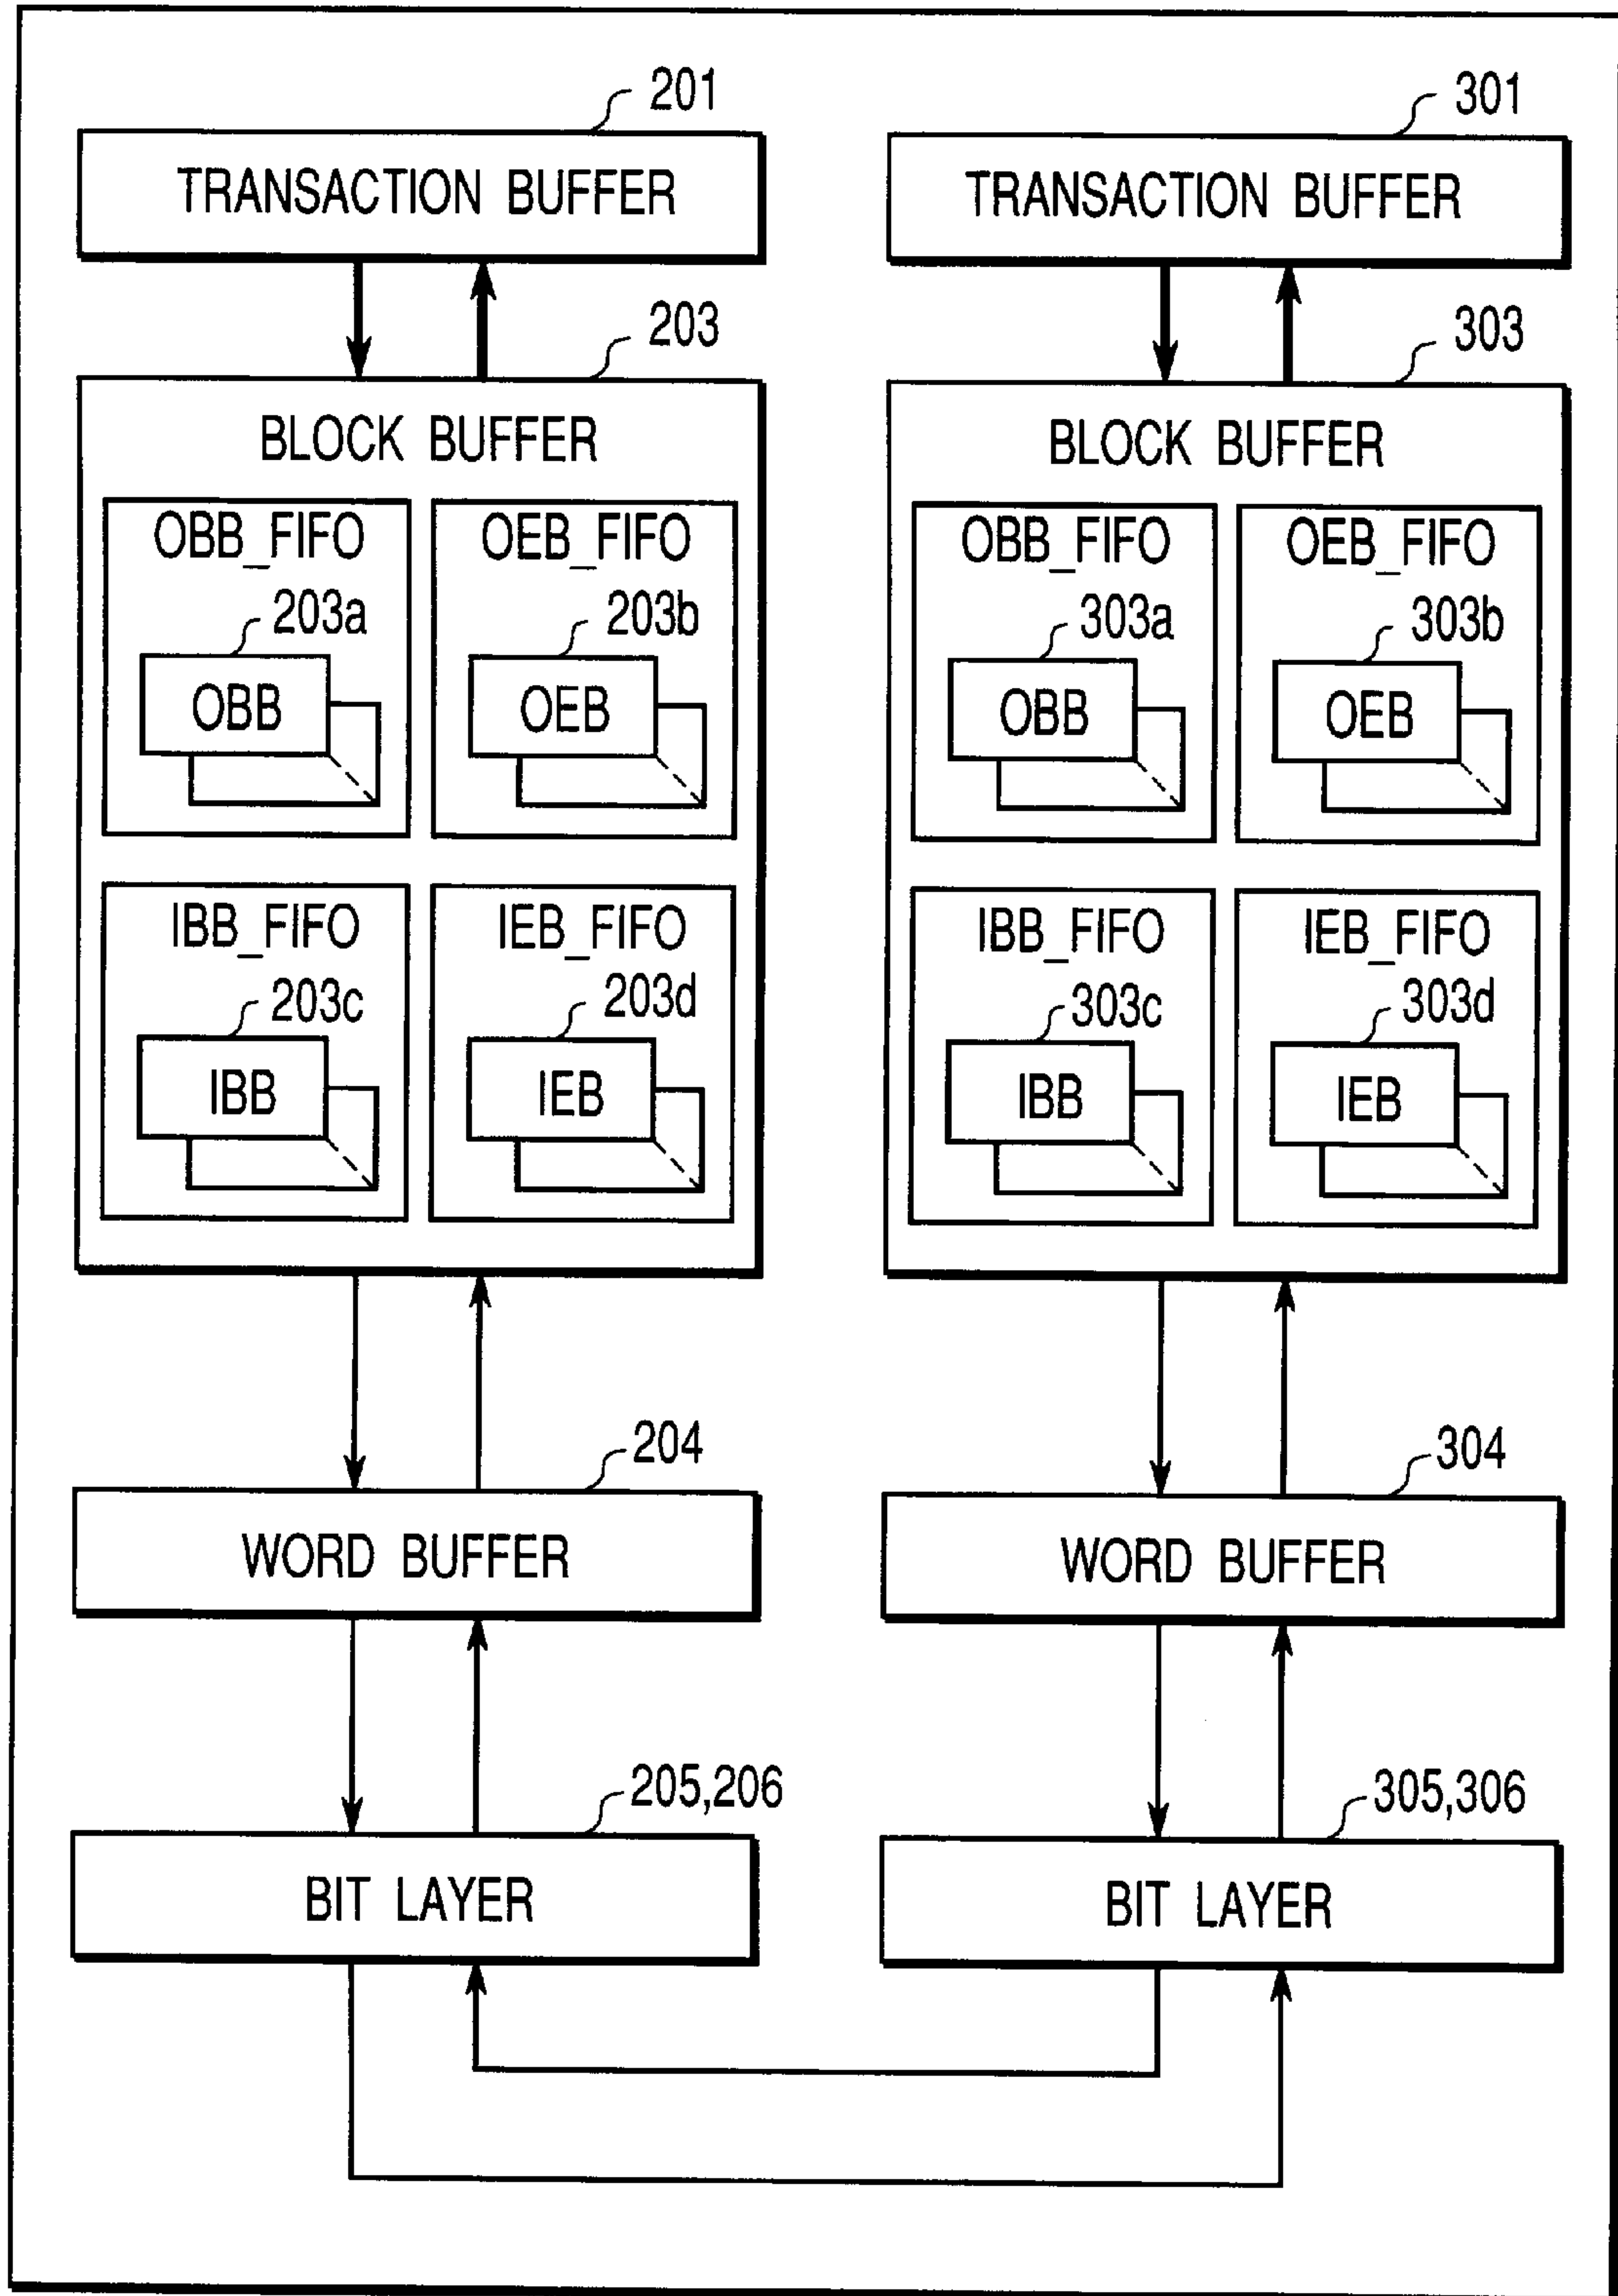 201
TRANSACTION BUFFER
203
BLOCK BUFFER
OBB_FIFO
203a
OBB
OEB_FIFO
203b
OEB
IBB_FIFO
203c
IBB
IEB_FIFO
203d
IEB
204
WORD BUFFER
205,206
BIT LAYER
301
TRANSACTION BUFFER
303
BLOCK BUFFER
OBB_FIFO
303a
OBB
OEB_FIFO
303b
OEB
IBB_FIFO
303c
IBB
IEB_FIFO
303d
IEB
304
WORD BUFFER
305,306
BIT LAYER